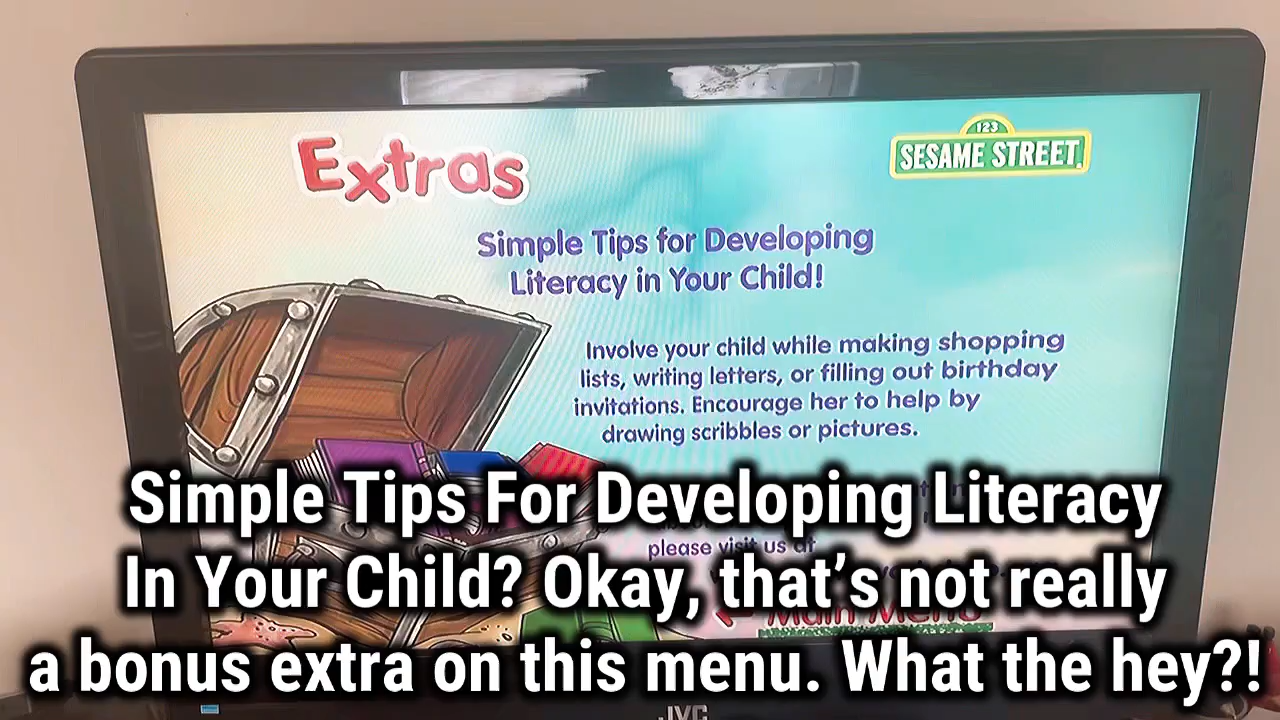 Extras
123
SESAME STREET
Simple Tips for Developing
Literacy in Your Child!
Involve your child while making shopping
lists, writing letters, or filling out birthday
invitations. Encourage her to help by
drawing scribbles or pictures.
please visit us at
Main Menu
Simple Tips For Developing Literacy
In Your Child? Okay, that’s not really
a bonus extra on this menu. What the hey?!
JVC